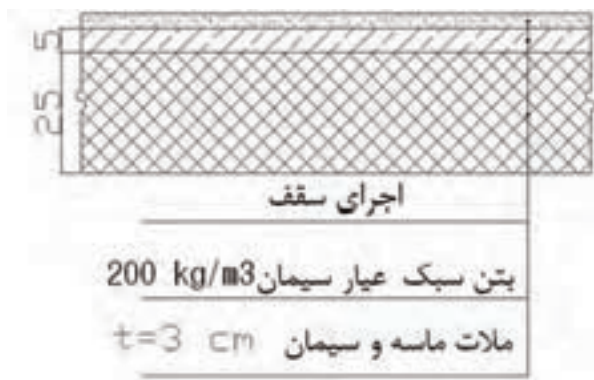 5
25
اجرای سقف
بتن سبک عیار سیمان 200 kg/m3
ملات ماسه و سیمان t=3 cm